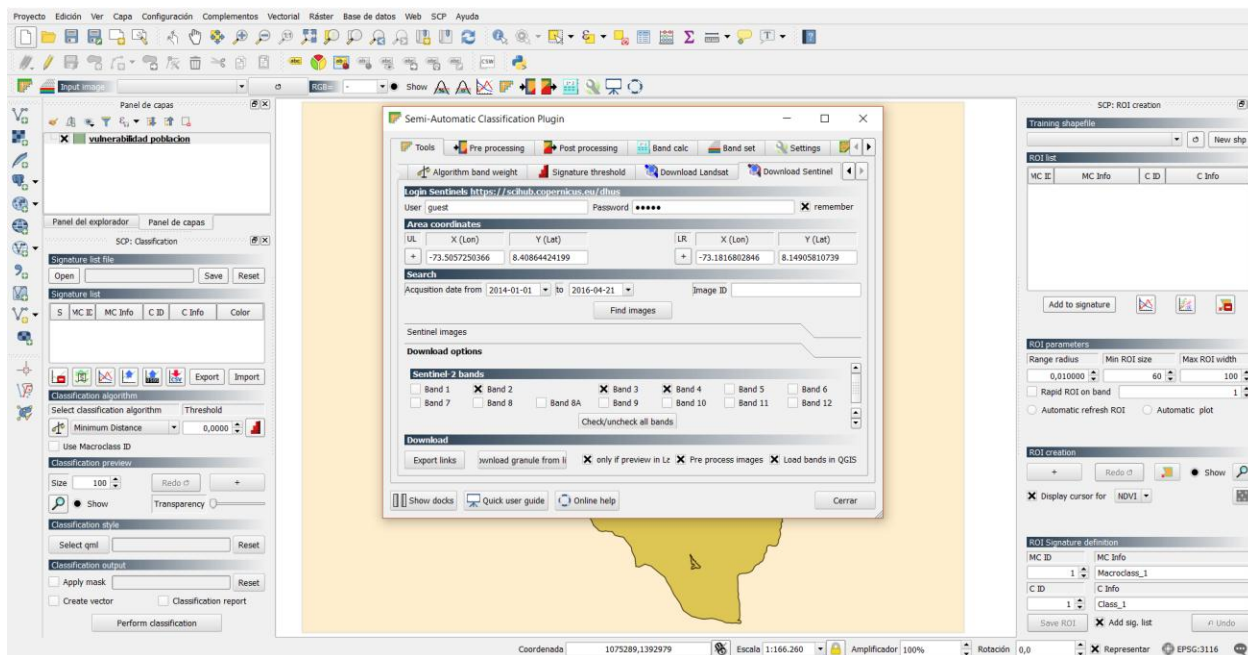 Proyecto Edición Ver Capa Configuración Complementos Vectorial Ráster Base de datos Web SCP Ayuda
Input image RGB= - Show
Panel de capas
vulnerabilidad poblacion
Panel del explorador Panel de capas
SCP: Classification
Signature list file
Open Save Reset
Signature list
S MC ID MC Info C ID C Info Color
Export Import
Classification algorithm
Select classification algorithm Threshold
Minimum Distance 0,0000
Use Macroclass ID
Classification preview
Size 100 Redo +
Show Transparency
Classification style
Select qml Reset
Classification output
Apply mask Reset
Create vector Classification report
Perform classification
Semi-Automatic Classification Plugin
Tools Pre processing Post processing Band calc Band set Settings
Algorithm band weight Signature threshold Download Landsat Download Sentinel
Login Sentinels https://scihub.copernicus.eu/dhus
User guest Password ●●●●● remember
Area coordinates
UL X (Lon) Y (Lat) LR X (Lon) Y (Lat)
+ -73.5057250366 8.40864424199 + -73.1816802846 8.14905810739
Search
Acqusition date from 2014-01-01 to 2016-04-21 Image ID
Find images
Sentinel images
Download options
Sentinel-2 bands
Band 1 Band 2 Band 3 Band 4 Band 5 Band 6
Band 7 Band 8 Band 8A Band 9 Band 10 Band 11 Band 12
Check/uncheck all bands
Download
Export links ownload granule from li only if preview in Lz Pre process images Load bands in QGIS
Show docks Quick user guide Online help Cerrar
SCP: ROI creation
Training shapefile
New shp
ROI list
MC ID MC Info C ID C Info
Add to signature
ROI parameters
Range radius Min ROI size Max ROI width
0,010000 60 100
Rapid ROI on band 1
Automatic refresh ROI Automatic plot
ROI creation
+ Redo Show
Display cursor for NDVI
ROI Signature definition
MC ID MC Info
1 Macroclass_1
C ID C Info
1 Class_1
Save ROI Add sig. list Undo
Coordenada 1075289,1392979 Escala 1:166.260 Amplificador 100% Rotación 0,0 Representar EPSG:3116